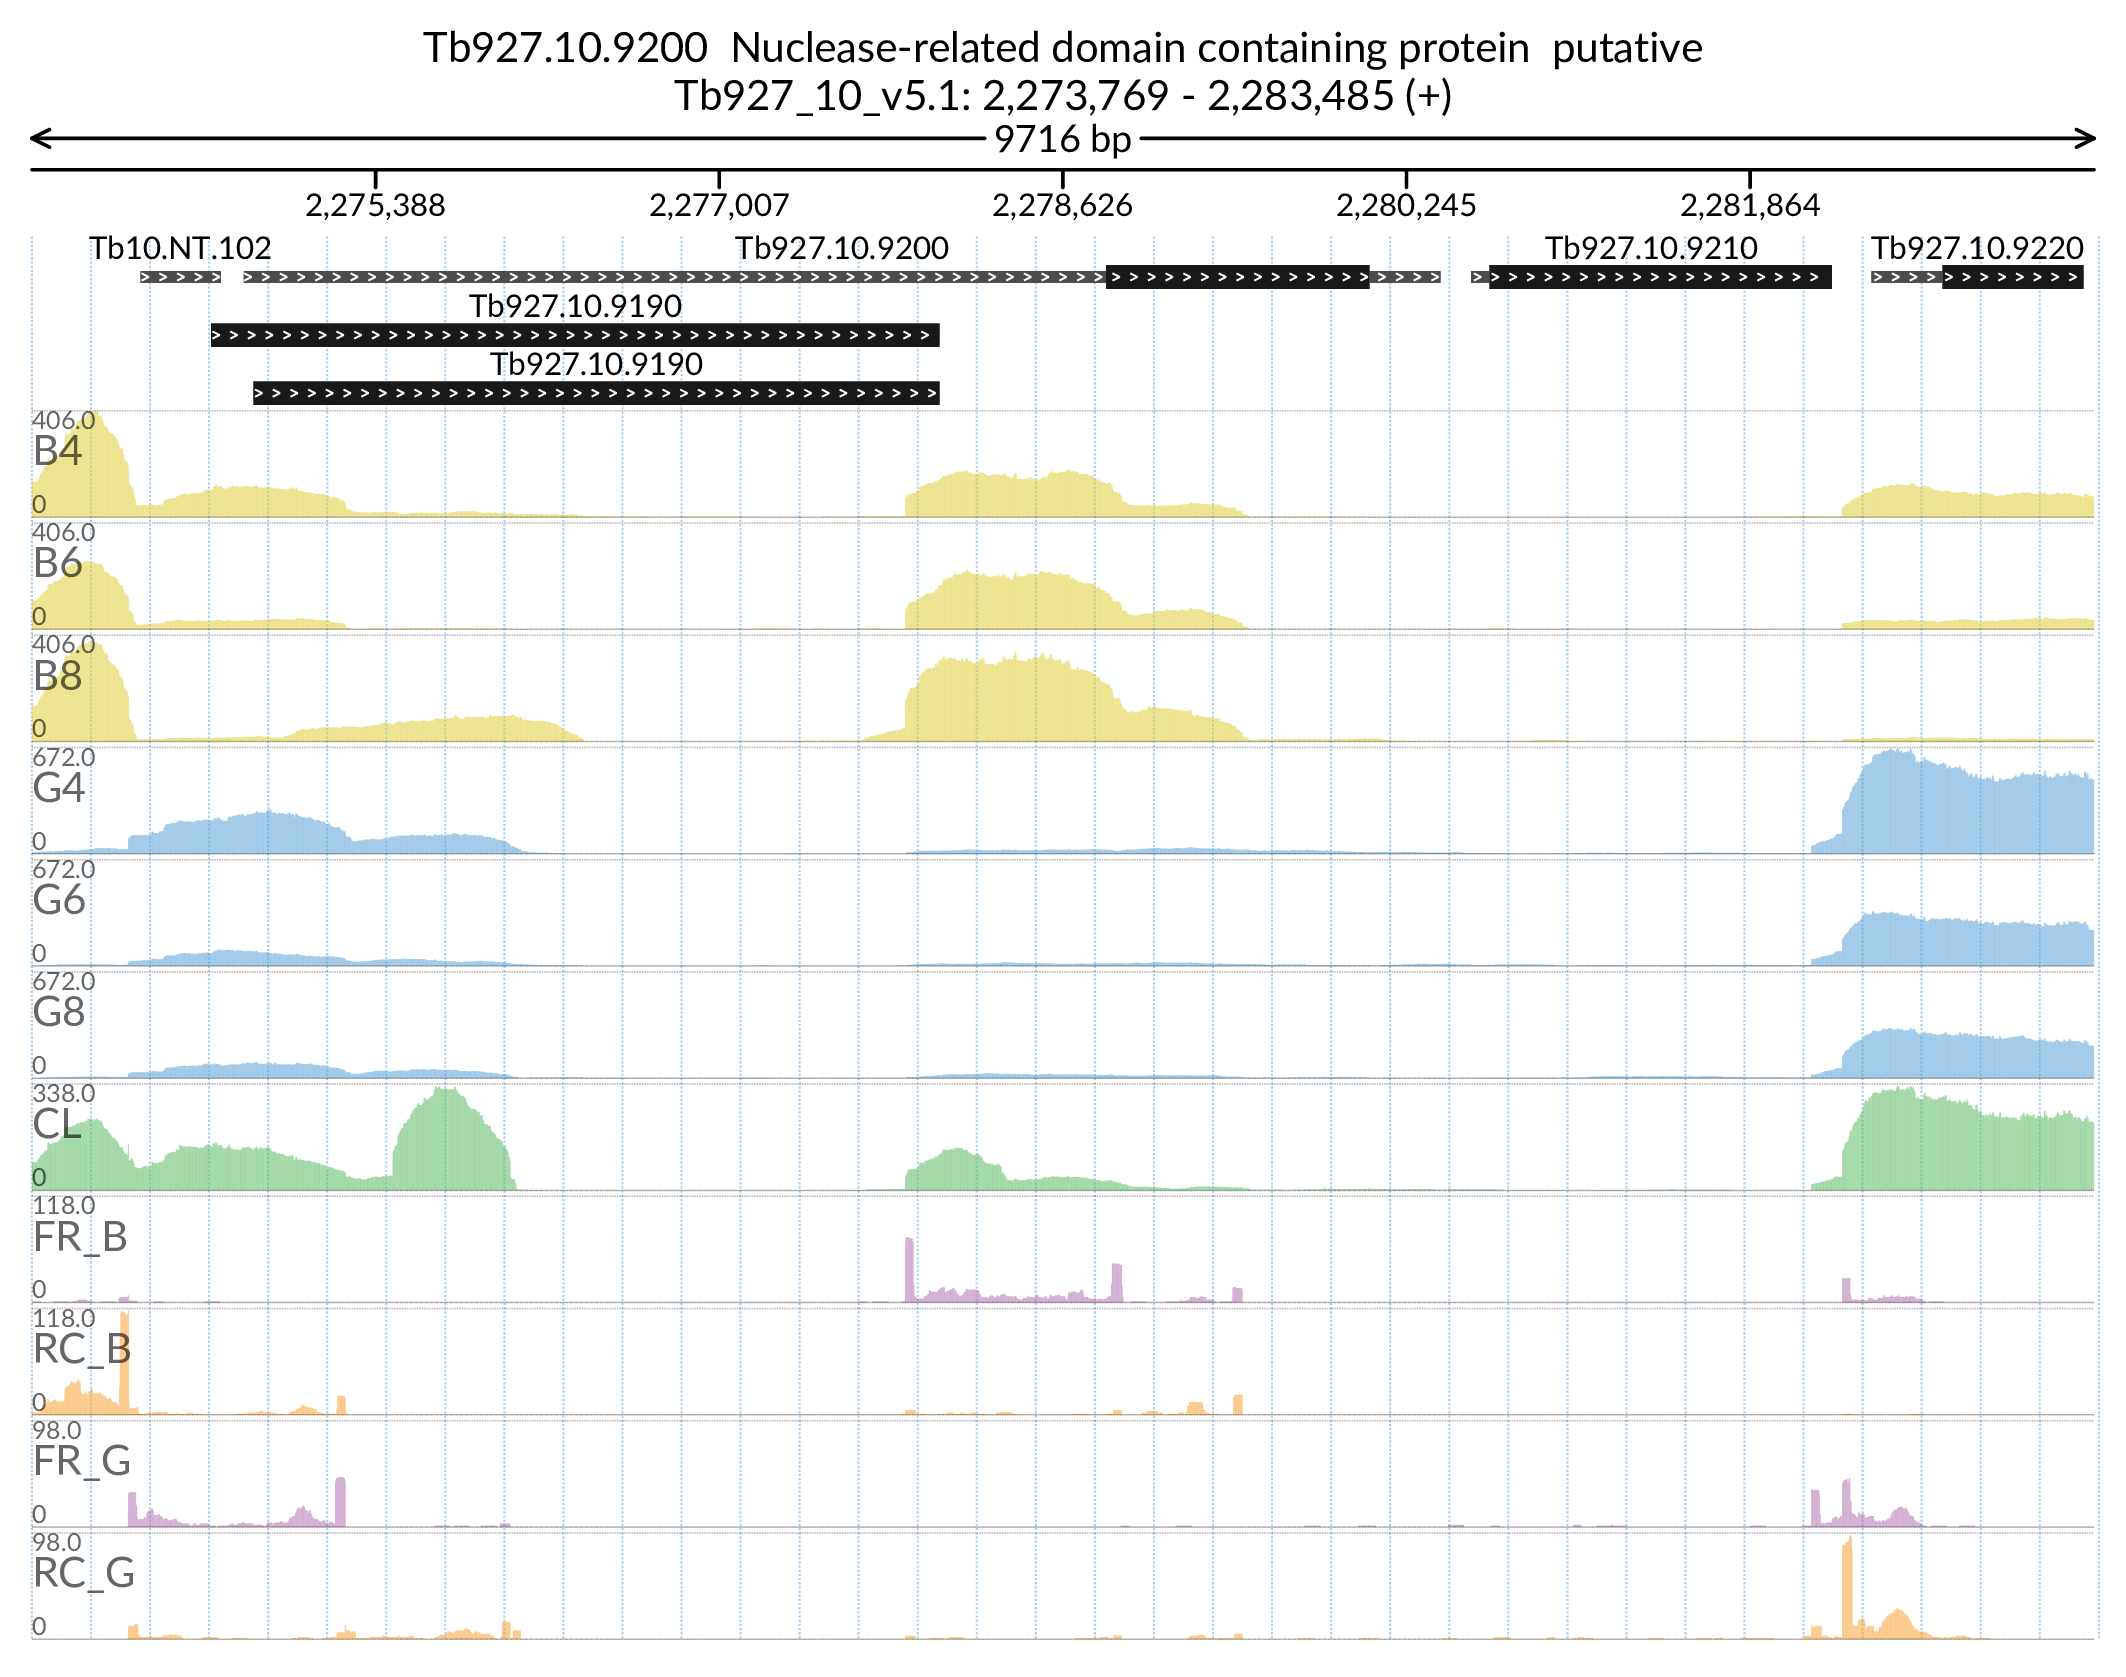 Tb927.10.9200  Nuclease-related domain containing protein  putative
Tb927_10_v5.1: 2,273,769 - 2,283,485 (+)
9716 bp
2,275,388 2,277,007 2,278,626 2,280,245 2,281,864
Tb10.NT.102 Tb927.10.9200 Tb927.10.9210 Tb927.10.9220
Tb927.10.9190
Tb927.10.9190
406.0
B4
0
406.0
B6
0
406.0
B8
0
672.0
G4
0
672.0
G6
0
672.0
G8
0
338.0
CL
0
118.0
FR_B
0
118.0
RC_B
0
98.0
FR_G
0
98.0
RC_G
0